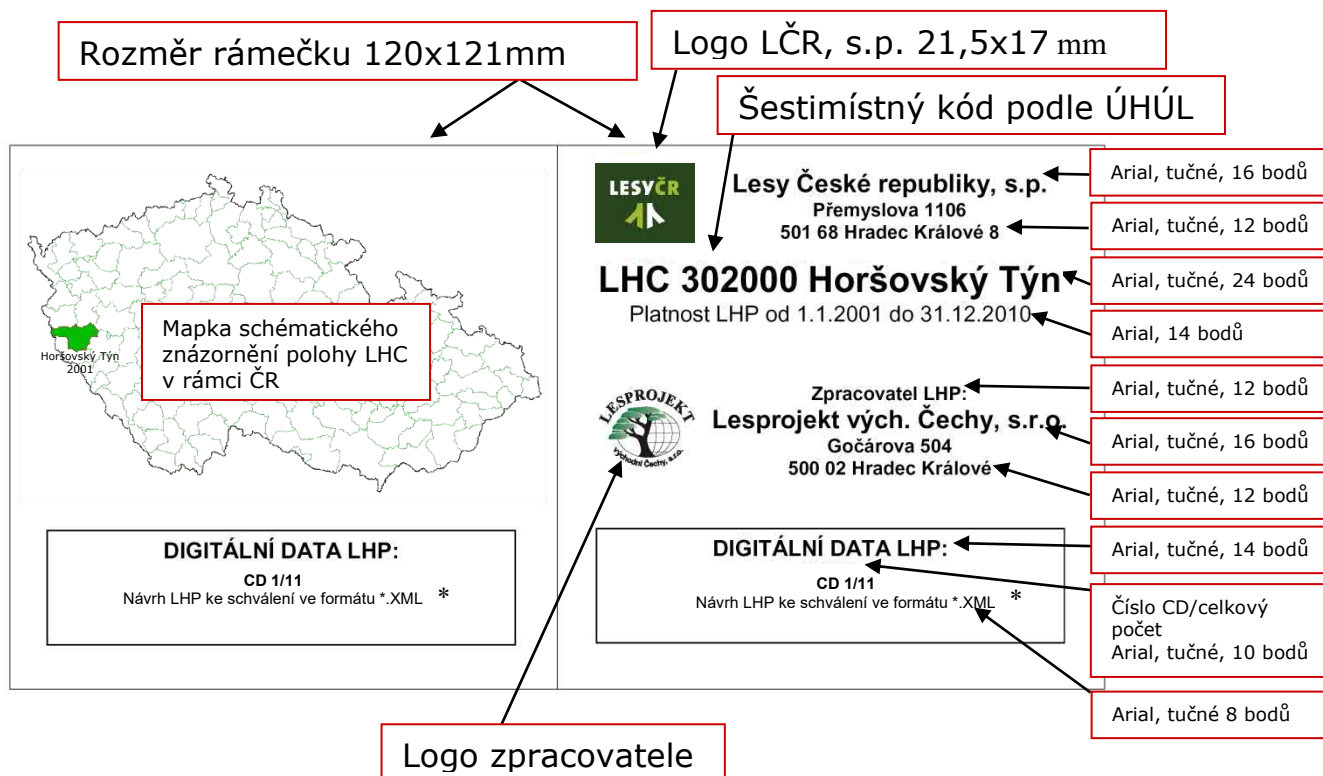 Rozměr rámečku 120x121mm
Logo LČR, s.p. 21,5x17 mm
Šestimístný kód podle ÚHÚL
Horšovský Týn
2001
Mapka schématického
znázornění polohy LHC
v rámci ČR
DIGITÁLNÍ DATA LHP:
CD 1/11
Návrh LHP ke schválení ve formátu *.XML *
LESYČR
Lesy České republiky, s.p.
Přemyslova 1106
501 68 Hradec Králové 8
LHC 302000 Horšovský Týn
Platnost LHP od 1.1.2001 do 31.12.2010
LESPROJEKT
východní Čechy, s.r.o.
Zpracovatel LHP:
Lesprojekt vých. Čechy, s.r.o.
Gočárova 504
500 02 Hradec Králové
DIGITÁLNÍ DATA LHP:
CD 1/11
Návrh LHP ke schválení ve formátu *.XML *
Arial, tučné, 16 bodů
Arial, tučné, 12 bodů
Arial, tučné, 24 bodů
Arial, 14 bodů
Arial, tučné, 12 bodů
Arial, tučné, 16 bodů
Arial, tučné, 12 bodů
Arial, tučné, 14 bodů
Číslo CD/celkový
počet
Arial, tučné, 10 bodů
Arial, tučné 8 bodů
Logo zpracovatele